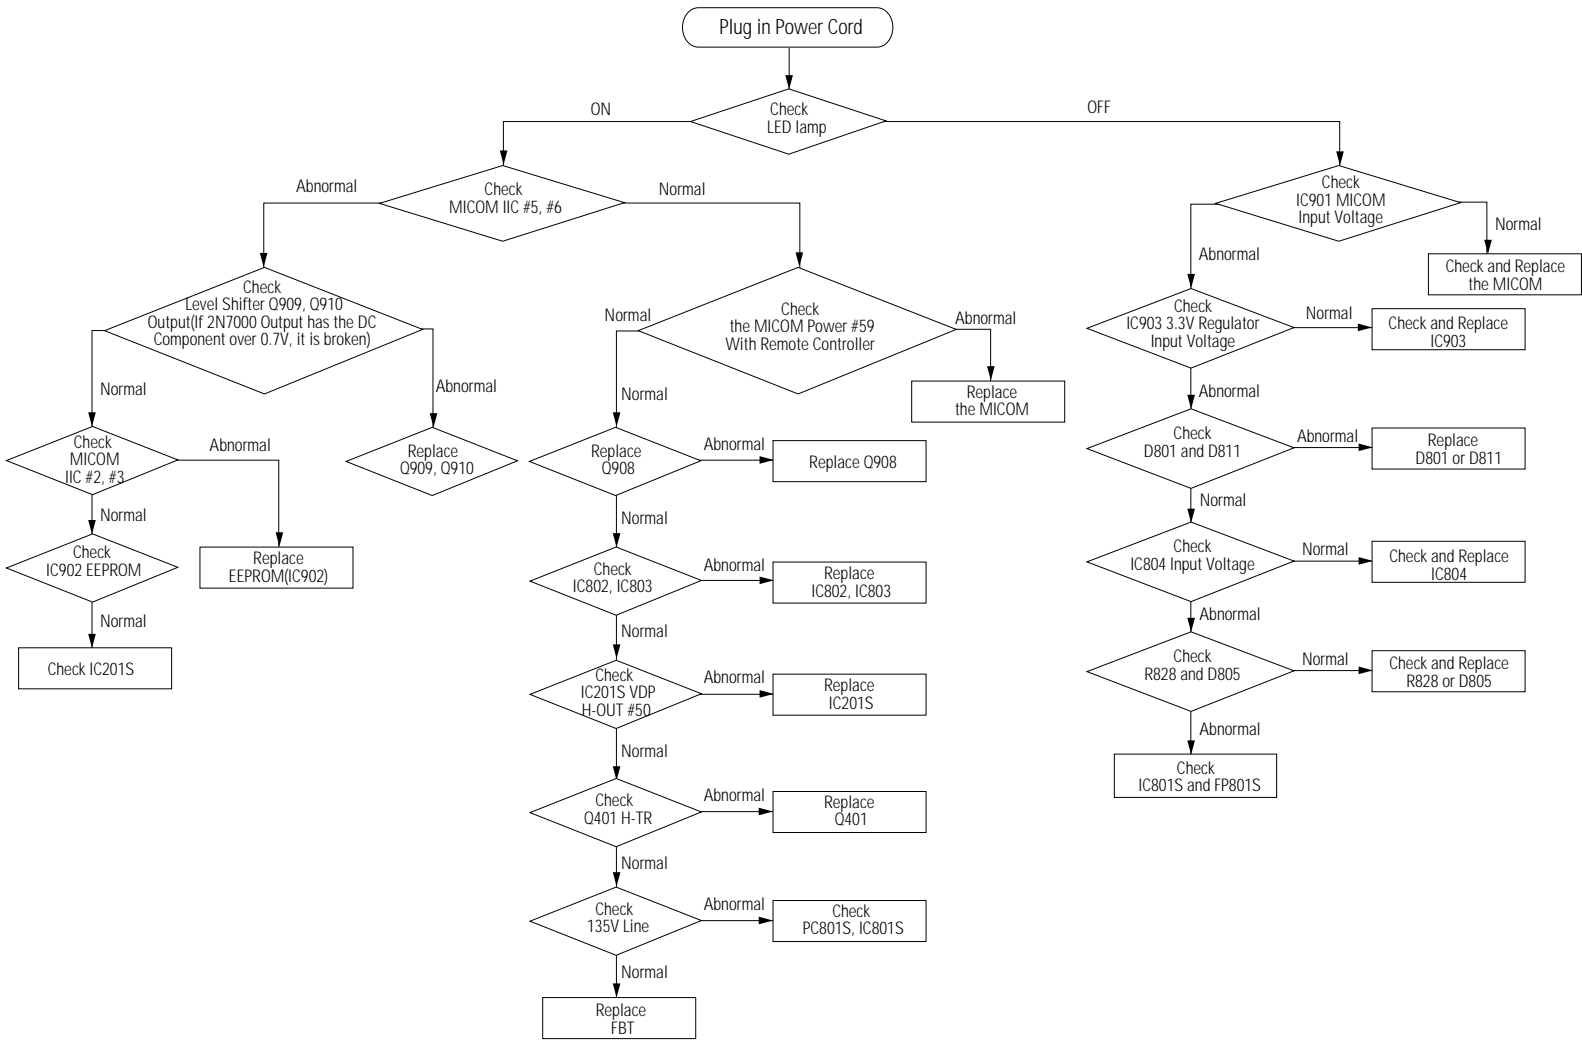 Plug in Power Cord
Check
LED lamp
ON
OFF
Check
MICOM IIC #5, #6
Abnormal
Normal
Check
IC901 MICOM
Input Voltage
Abnormal
Normal
Check and Replace
the MICOM
Check
Level Shifter Q909, Q910
Output(If 2N7000 Output has the DC
Component over 0.7V, it is broken)
Normal
Abnormal
Check
MICOM
IIC #2, #3
Abnormal
Normal
Replace
Q909, Q910
Check
IC902 EEPROM
Replace
EEPROM(IC902)
Normal
Check IC201S
Check
the MICOM Power #59
With Remote Controller
Normal
Abnormal
Normal
Replace
the MICOM
Replace
Q908
Abnormal
Replace Q908
Normal
Check
IC802, IC803
Abnormal
Replace
IC802, IC803
Normal
Check
IC201S VDP
H-OUT #50
Abnormal
Replace
IC201S
Normal
Check
Q401 H-TR
Abnormal
Replace
Q401
Normal
Check
135V Line
Abnormal
Check
PC801S, IC801S
Normal
Replace
FBT
Check
IC903 3.3V Regulator
Input Voltage
Normal
Check and Replace
IC903
Abnormal
Check
D801 and D811
Abnormal
Replace
D801 or D811
Normal
Check
IC804 Input Voltage
Normal
Check and Replace
IC804
Abnormal
Check
R828 and D805
Normal
Check and Replace
R828 or D805
Abnormal
Check
IC801S and FP801S